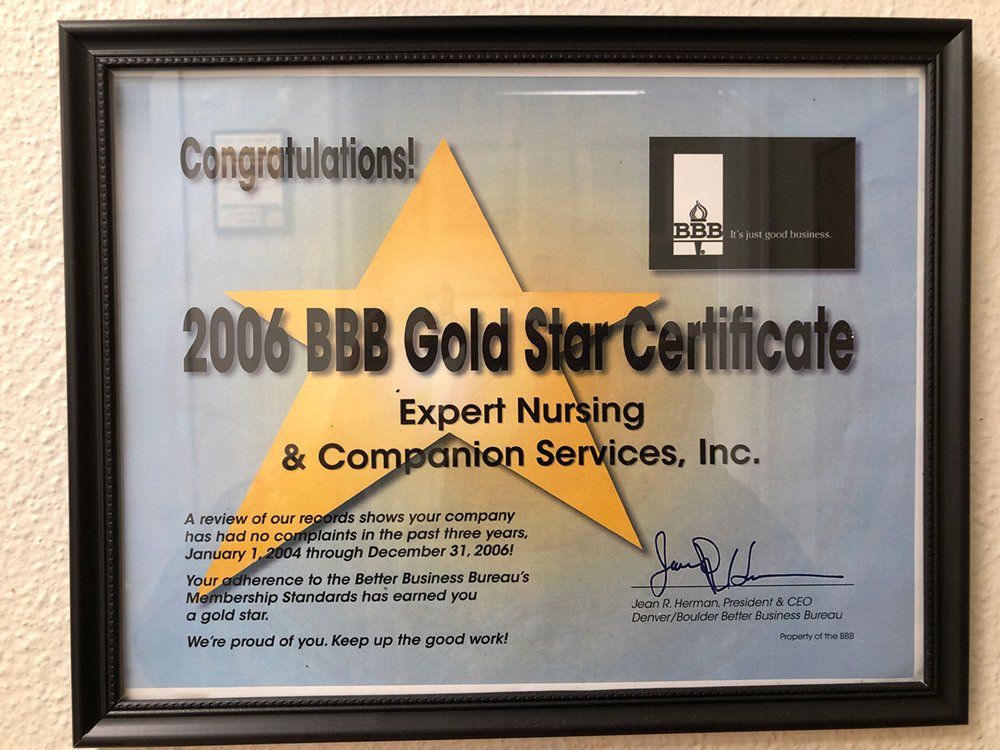 Congratulations!
BBB It's just good business.
2006 BBB Gold Star Certificate
Expert Nursing
& Companion Services, Inc.
A review of our records shows your company
has had no complaints in the past three years,
January 1, 2004 through December 31, 2006!
Your adherence to the Better Business Bureau's
Membership Standards has earned you
a gold star.
We're proud of you. Keep up the good work!
Jean R. Herman, President & CEO
Denver/Boulder Better Business Bureau
Property of the BBB